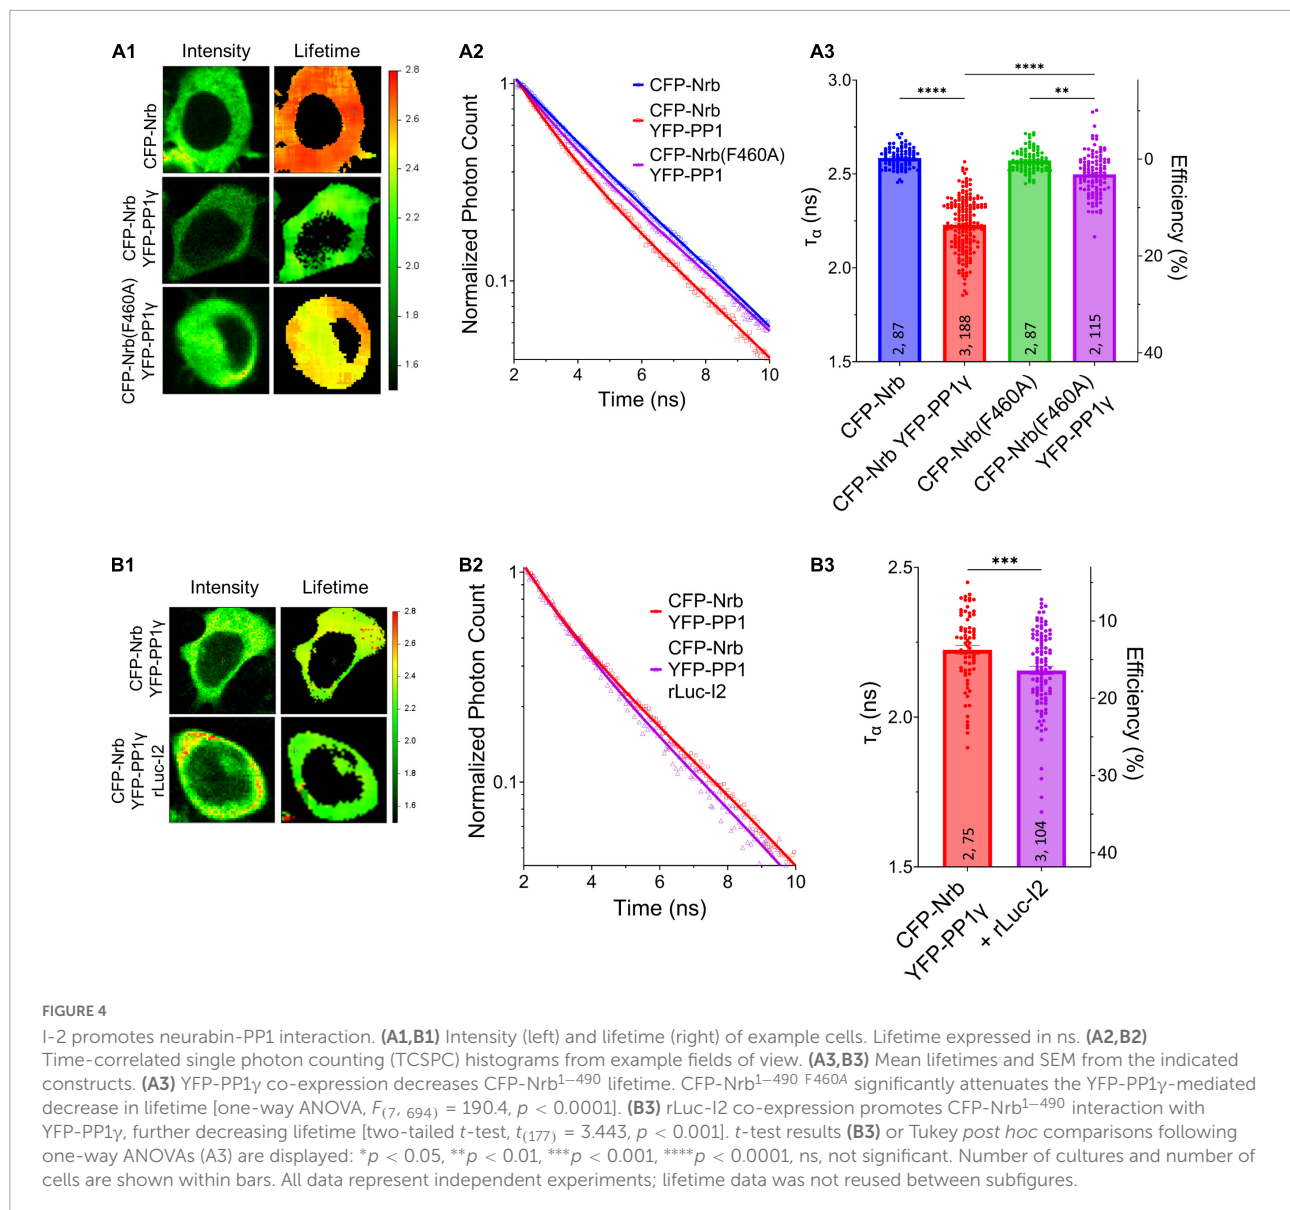 A1
Intensity Lifetime
CFP-Nrb
CFP-Nrb
YFP-PP1γ
CFP-Nrb(F460A)
YFP-PP1γ
2.8
2.6
2.4
2.2
2.0
1.8
1.6
A2
Normalized Photon Count
1
0.1
2 4 6 8 10
Time (ns)
CFP-Nrb
CFP-Nrb
YFP-PP1
CFP-Nrb(F460A)
YFP-PP1
A3
**** 
**** **
τα (ns)
3.0
2.5
2.0
1.5
2, 87
3, 188
2, 87
2, 115
0
20
40
Efficiency (%)
CFP-Nrb
CFP-Nrb YFP-PP1γ
CFP-Nrb(F460A)
CFP-Nrb(F460A)
YFP-PP1γ
B1
Intensity Lifetime
CFP-Nrb
YFP-PP1γ
CFP-Nrb
YFP-PP1γ
rLuc-I2
2.8
2.6
2.4
2.2
2.0
1.8
1.6
B2
Normalized Photon Count
1
0.1
2 4 6 8 10
Time (ns)
CFP-Nrb
YFP-PP1
CFP-Nrb
YFP-PP1
rLuc-I2
B3
***
τα (ns)
2.5
2.0
1.5
2, 75
3, 104
10
20
30
40
Efficiency (%)
CFP-Nrb
YFP-PP1γ
+ rLuc-I2
FIGURE 4
I-2 promotes neurabin-PP1 interaction. (A1,B1) Intensity (left) and lifetime (right) of example cells. Lifetime expressed in ns. (A2,B2)
Time-correlated single photon counting (TCSPC) histograms from example fields of view. (A3,B3) Mean lifetimes and SEM from the indicated
constructs. (A3) YFP-PP1γ co-expression decreases CFP-Nrb1−490 lifetime. CFP-Nrb1−490 F460A significantly attenuates the YFP-PP1γ-mediated
decrease in lifetime [one-way ANOVA, F(7, 694) = 190.4, p < 0.0001]. (B3) rLuc-I2 co-expression promotes CFP-Nrb1−490 interaction with
YFP-PP1γ, further decreasing lifetime [two-tailed t-test, t(177) = 3.443, p < 0.001]. t-test results (B3) or Tukey post hoc comparisons following
one-way ANOVAs (A3) are displayed: *p < 0.05, **p < 0.01, ***p < 0.001, ****p < 0.0001, ns, not significant. Number of cultures and number of
cells are shown within bars. All data represent independent experiments; lifetime data was not reused between subfigures.